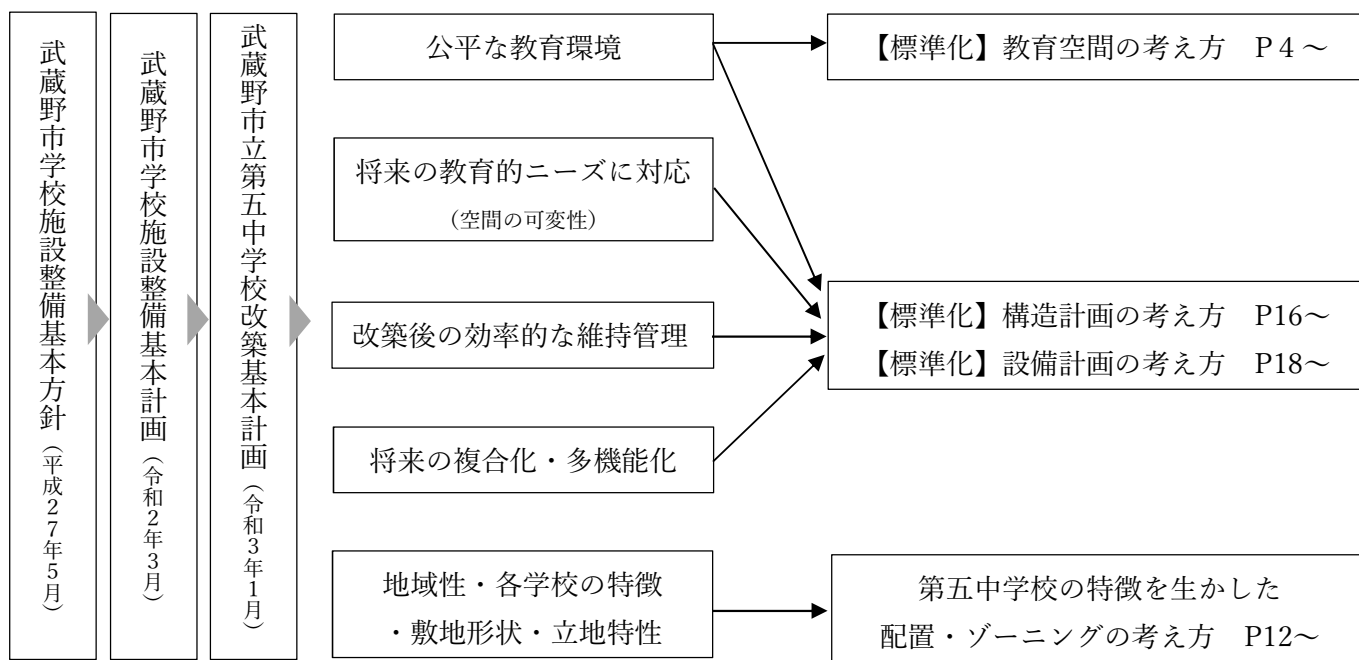 武蔵野市学校施設整備基本方針（平成２７年５月）
武蔵野市学校施設整備基本計画（令和２年３月）
武蔵野市立第五中学校改築基本計画（令和３年１月）
公平な教育環境
将来の教育的ニーズに対応
（空間の可変性）
改築後の効率的な維持管理
将来の複合化・多機能化
地域性・各学校の特徴
・敷地形状・立地特性
【標準化】教育空間の考え方　Ｐ４～
【標準化】構造計画の考え方　P16～
【標準化】設備計画の考え方　P18～
第五中学校の特徴を生かした
配置・ゾーニングの考え方　P12～